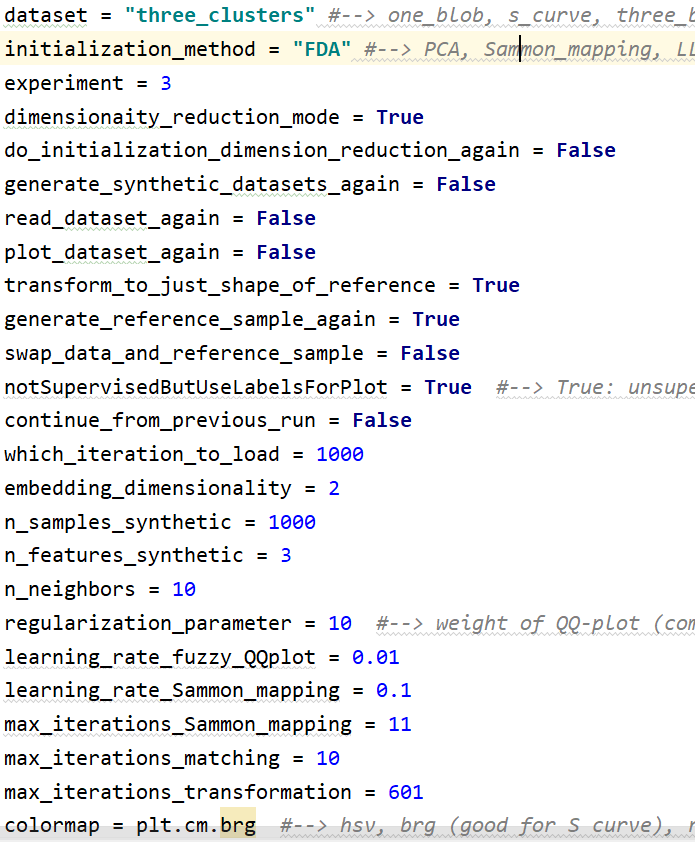 dataset = "three_clusters" #--> one_blob, s_curve, three_b
initialization_method = "FDA" #--> PCA, Sammon_mapping, LL
experiment = 3
dimensionaity_reduction_mode = True
do_initialization_dimension_reduction_again = False
generate_synthetic_datasets_again = False
read_dataset_again = False
plot_dataset_again = False
transform_to_just_shape_of_reference = True
generate_reference_sample_again = True
swap_data_and_reference_sample = False
notSupervisedButUseLabelsForPlot = True #--> True: unsupe
continue_from_previous_run = False
which_iteration_to_load = 1000
embedding_dimensionality = 2
n_samples_synthetic = 1000
n_features_synthetic = 3
n_neighbors = 10
regularization_parameter = 10 #--> weight of QQ-plot (com
learning_rate_fuzzy_QQplot = 0.01
learning_rate_Sammon_mapping = 0.1
max_iterations_Sammon_mapping = 11
max_iterations_matching = 10
max_iterations_transformation = 601
colormap = plt.cm.brg #--> hsv, brg (good for S curve),